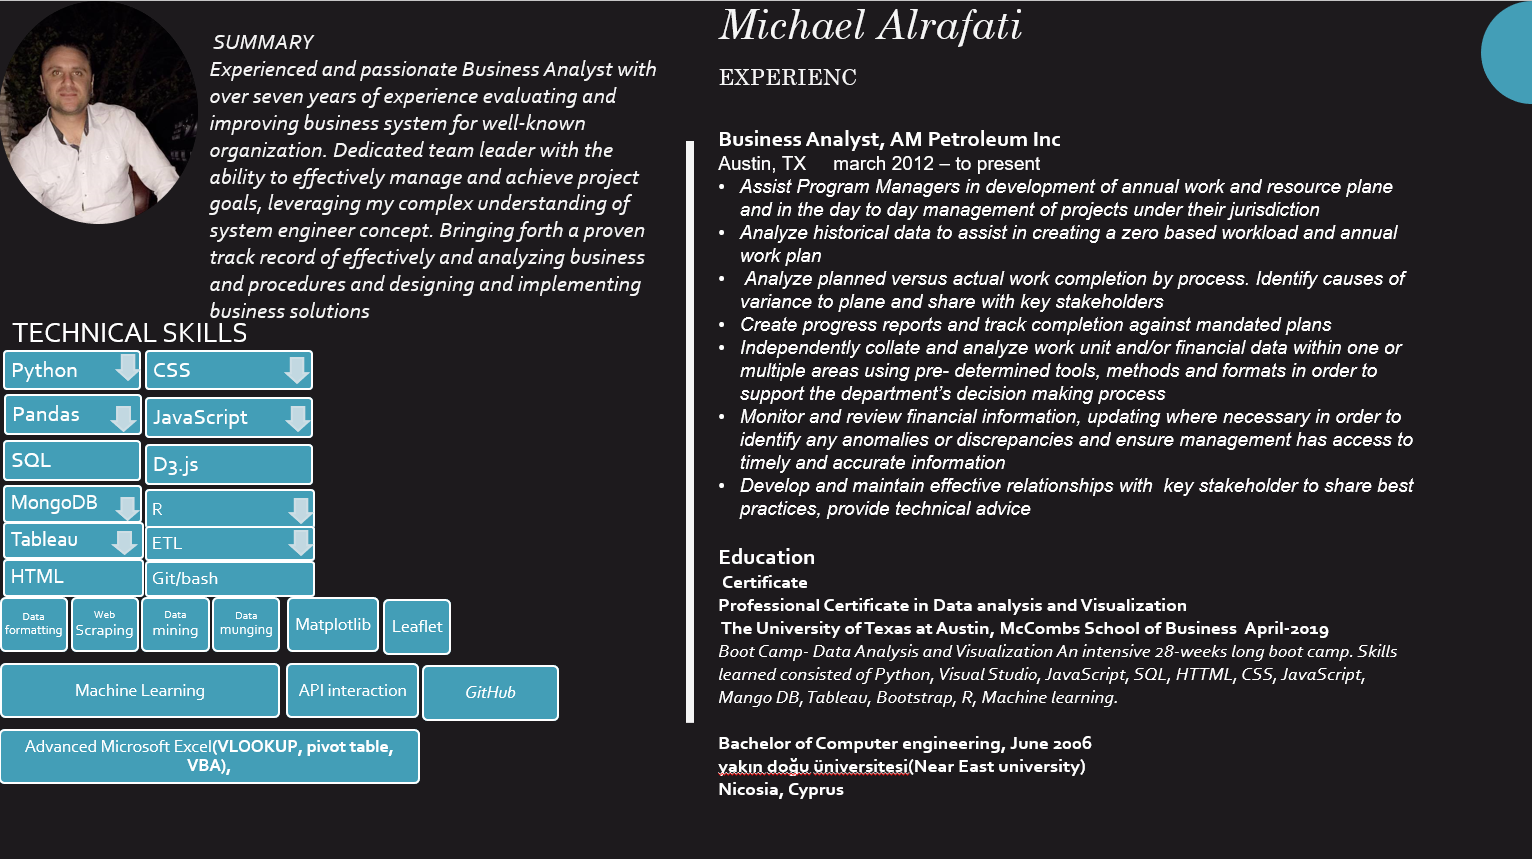 SUMMARY
Experienced and passionate Business Analyst with
over seven years of experience evaluating and
improving business system for well-known
organization. Dedicated team leader with the
ability to effectively manage and achieve project
goals, leveraging my complex understanding of
system engineer concept. Bringing forth a proven
track record of effectively and analyzing business
and procedures and designing and implementing
business solutions
TECHNICAL SKILLS
Python
CSS
Pandas
JavaScript
SQL
D3.js
MongoDB
R
Tableau
ETL
HTML
Git/bash
Data
formatting
Web
Scraping
Data
mining
Data
munging
Matplotlib
Leaflet
Machine Learning
API interaction
GitHub
Advanced Microsoft Excel(VLOOKUP, pivot table,
VBA),
Michael Alrafati
EXPERIENC
Business Analyst, AM Petroleum Inc
Austin, TX march 2012 – to present
• Assist Program Managers in development of annual work and resource plane
and in the day to day management of projects under their jurisdiction
• Analyze historical data to assist in creating a zero based workload and annual
work plan
• Analyze planned versus actual work completion by process. Identify causes of
variance to plane and share with key stakeholders
• Create progress reports and track completion against mandated plans
• Independently collate and analyze work unit and/or financial data within one or
multiple areas using pre- determined tools, methods and formats in order to
support the department’s decision making process
• Monitor and review financial information, updating where necessary in order to
identify any anomalies or discrepancies and ensure management has access to
timely and accurate information
• Develop and maintain effective relationships with key stakeholder to share best
practices, provide technical advice
Education
Certificate
Professional Certificate in Data analysis and Visualization
The University of Texas at Austin, McCombs School of Business April-2019
Boot Camp- Data Analysis and Visualization An intensive 28-weeks long boot camp. Skills
learned consisted of Python, Visual Studio, JavaScript, SQL, HTTML, CSS, JavaScript,
Mango DB, Tableau, Bootstrap, R, Machine learning.
Bachelor of Computer engineering, June 2006
yakın doğu üniversitesi(Near East university)
Nicosia, Cyprus